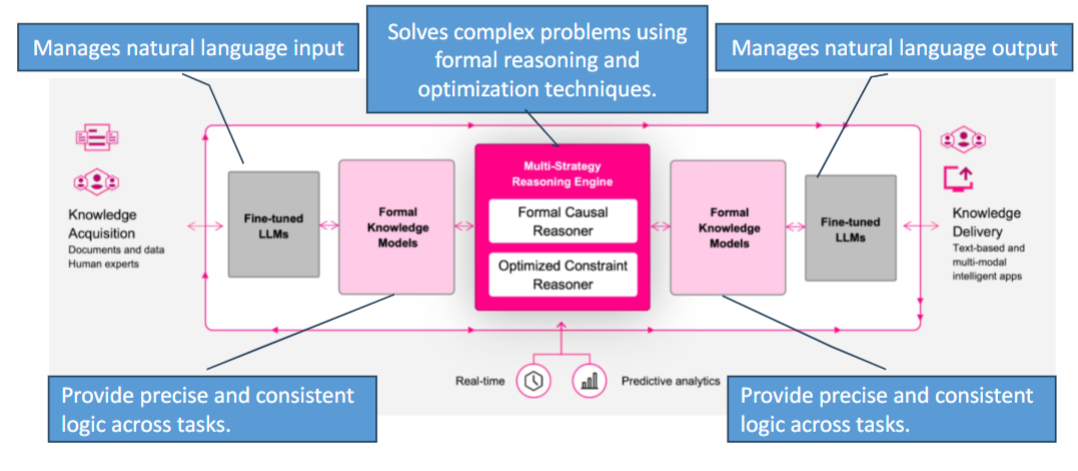 Manages natural language input
Solves complex problems using
formal reasoning and
optimization techniques.
Manages natural language output
Knowledge
Acquisition
Documents and data
Human experts
Fine-tuned
LLMs
Formal
Knowledge
Models
Multi-Strategy
Reasoning Engine
Formal Causal
Reasoner
Optimized Constraint
Reasoner
Formal
Knowledge
Models
Fine-tuned
LLMs
Knowledge
Delivery
Text-based and
multi-modal
intelligent apps
Real-time
Predictive analytics
Provide precise and consistent
logic across tasks.
Provide precise and consistent
logic across tasks.